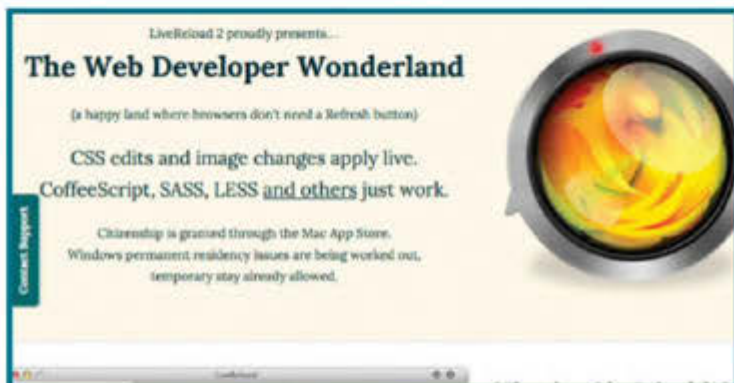 LiveReload 2 proudly presents...
The Web Developer Wonderland
(a happy land where browsers don't need a Refresh button)
CSS edits and image changes apply live.
CoffeeScript, SASS, LESS and others just work.
Contact Support
Citizenship is granted through the Mac App Store.
Windows permanent residency issues are being worked out,
temporary stay already allowed.
LiveReload